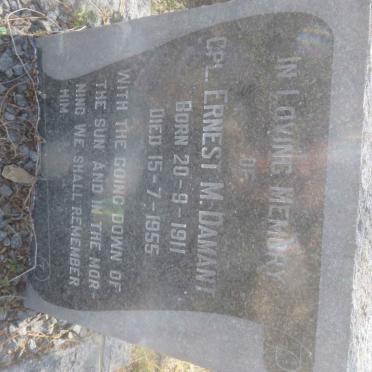 IN LOVING MEMORY
OF
CPL ERNEST M. DAMANT
BORN 20-9-1911
DIED 15-7-1955
WITH THE GOING DOWN OF
THE SUN AND IN THE MOR-
NING WE SHALL REMEMBER
HIM